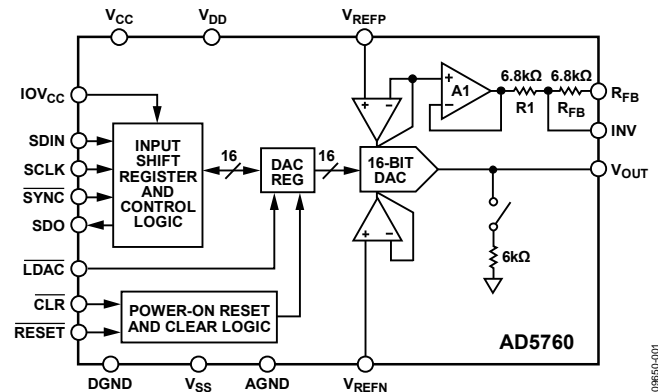 VCC
VDD
VREFP
IOVCC
SDIN
SCLK
SYNC
SDO
LDAC
CLR
RESET
INPUT
SHIFT
REGISTER
AND
CONTROL
LOGIC
16
DAC
REG
16
16-BIT
DAC
+
–
+
–
+
–
A1
6.8kΩ
R1
6.8kΩ
RFB
RFB
INV
VOUT
6kΩ
POWER-ON RESET
AND CLEAR LOGIC
AD5760
DGND
VSS
AGND
VREFN
09650-001